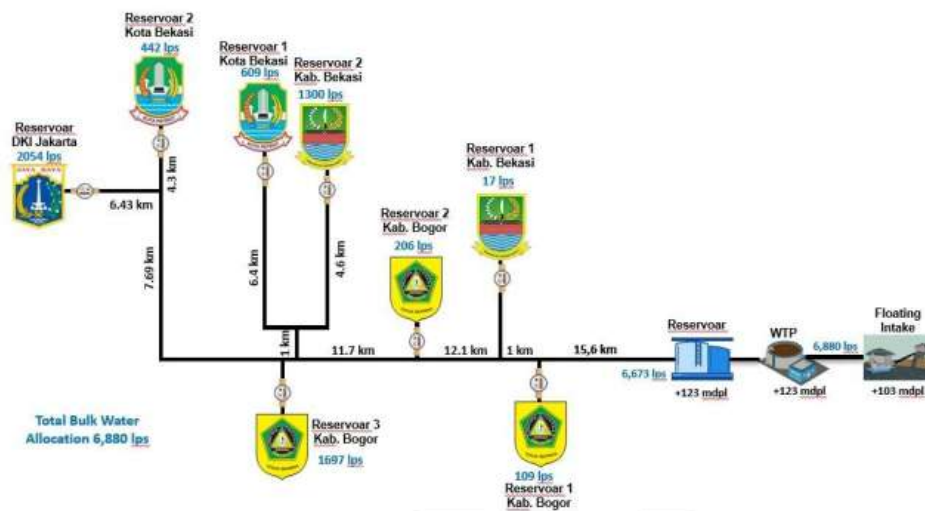 Reservoar 2
Kota Bekasi
442 lps
Reservoar 1
Kota Bekasi
609 lps
Reservoar 2
Kab. Bekasi
1300 lps
Reservoar
DKI Jakarta
2054 lps
JAYA RAYA
Reservoar 1
Kab. Bekasi
17 lps
4.3 km
6.43 km
Reservoar 2
Kab. Bogor
206 lps
7.69 km
6.4 km
4.6 km
1 km
11.7 km
12.1 km
1 km
15,6 km
Reservoar
6,673 lps
+123 mdpl
WTP
+123 mdpl
6,880 lps
Floating
Intake
+103 mdpl
Total Bulk Water
Allocation 6,880 lps
Reservoar 3
Kab. Bogor
1697 lps
109 lps
Reservoar 1
Kab. Bogor